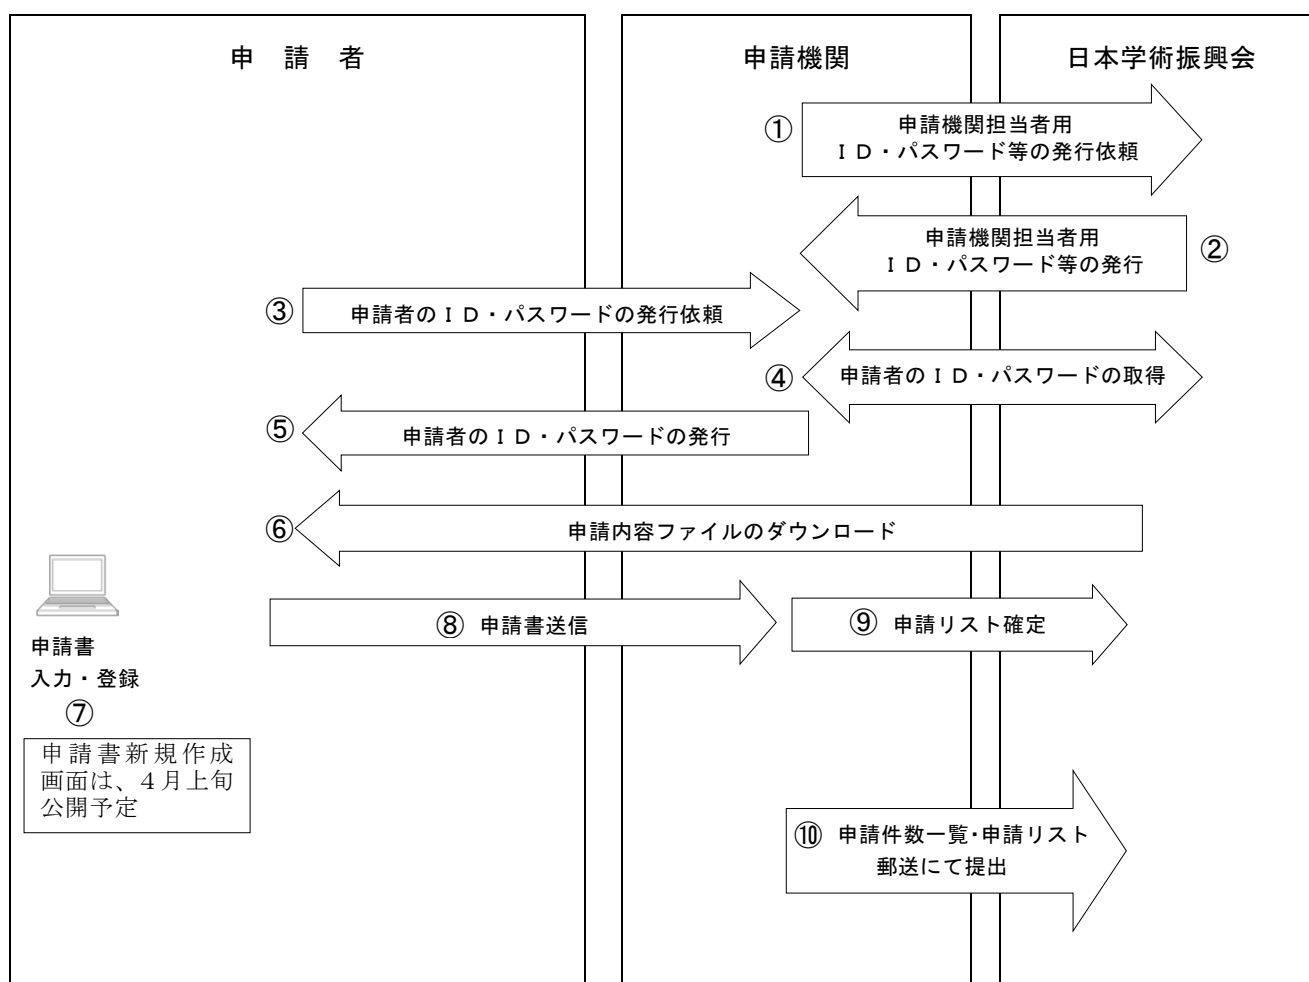 申　請　者
申請機関
日本学術振興会
①
申請機関担当者用
ＩＤ・パスワード等の発行依頼
申請機関担当者用
ＩＤ・パスワード等の発行
②
③
申請者のＩＤ・パスワードの発行依頼
④
申請者のＩＤ・パスワードの取得
⑤
申請者のＩＤ・パスワードの発行
⑥
申請内容ファイルのダウンロード
⑧ 申請書送信
⑨ 申請リスト確定
申請書
入力・登録
⑦
申請書新規作成
画面は、４月上旬
公開予定
⑩ 申請件数一覧・申請リスト
郵送にて提出